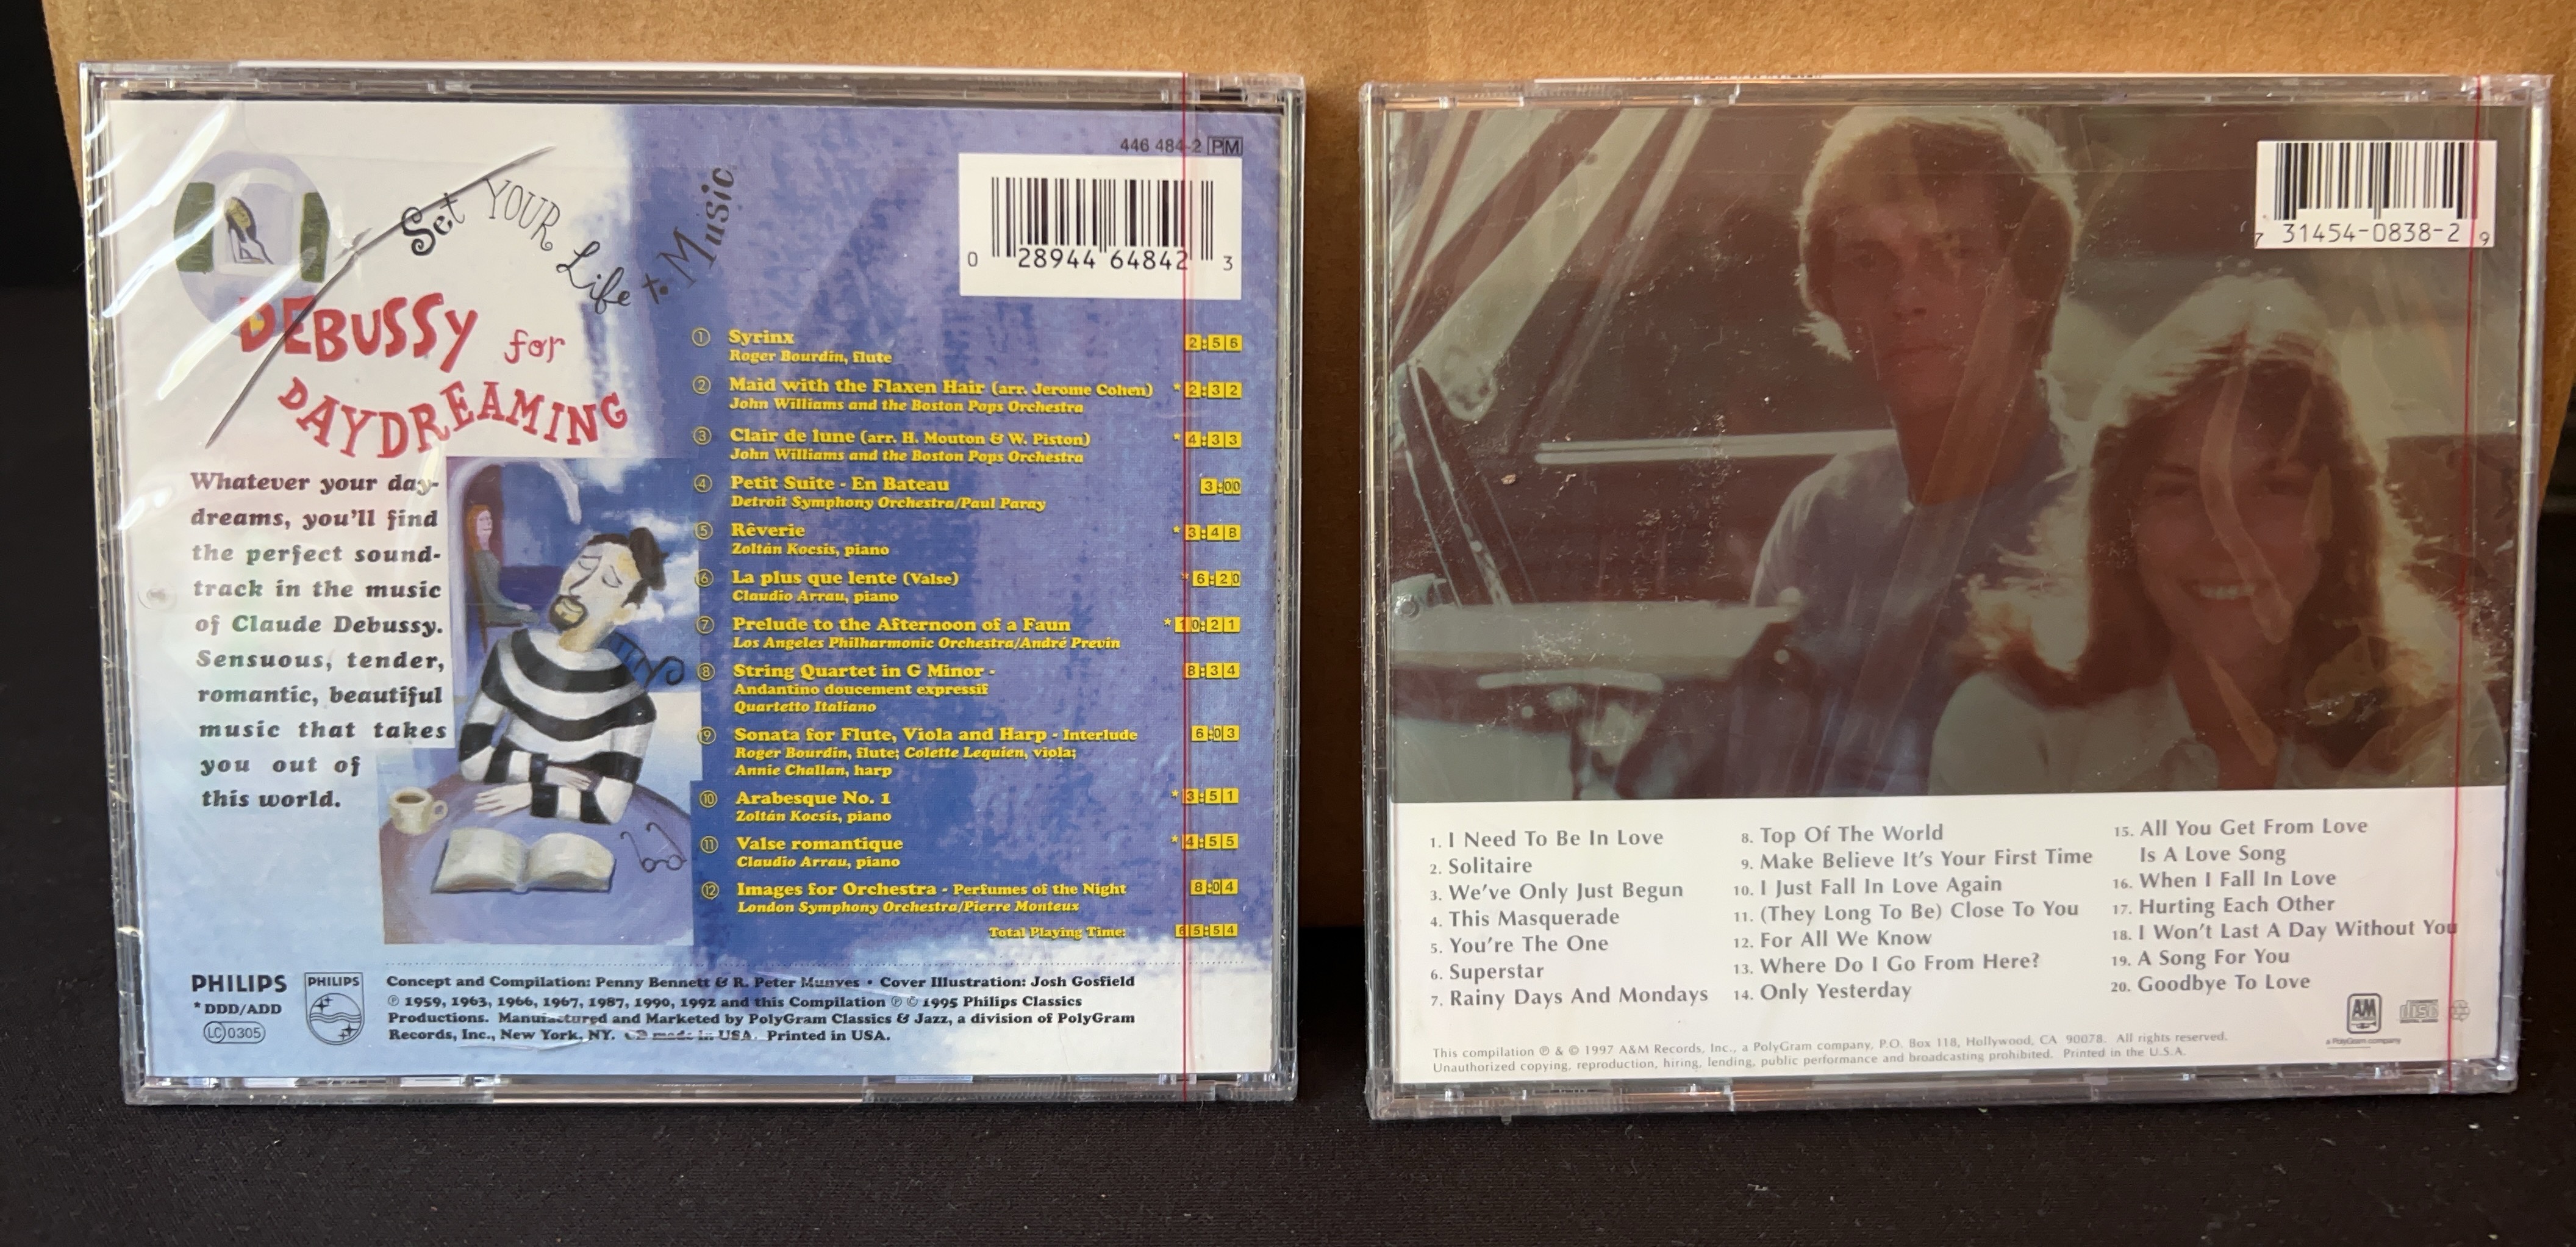 Set YOUR Life to Music
DEBUSSY for
DAYDREAMING
Whatever your day-
dreams, you'll find
the perfect sound-
track in the music
of Claude Debussy.
Sensuous, tender,
romantic, beautiful
music that takes
you out of
this world.
446 484-2 PM
0 28944 64842 3
1 Syrinx 2:56
Roger Bourdin, flute
2 Maid with the Flaxen Hair (arr. Jerome Cohen) *2:32
John Williams and the Boston Pops Orchestra
3 Clair de lune (arr. H. Mouton & W. Piston) *4:33
John Williams and the Boston Pops Orchestra
4 Petit Suite - En Bateau 3:00
Detroit Symphony Orchestra/Paul Paray
5 Rêverie *3:48
Zoltán Kocsis, piano
6 La plus que lente (Valse) *6:20
Claudio Arrau, piano
7 Prelude to the Afternoon of a Faun *10:21
Los Angeles Philharmonic Orchestra/André Previn
8 String Quartet in G Minor - 8:34
Andantino doucement expressif
Quartetto Italiano
9 Sonata for Flute, Viola and Harp - Interlude 6:03
Roger Bourdin, flute; Colette Lequien, viola;
Annie Challan, harp
10 Arabesque No. 1 *3:51
Zoltán Kocsis, piano
11 Valse romantique *4:55
Claudio Arrau, piano
12 Images for Orchestra - Perfumes of the Night 8:04
London Symphony Orchestra/Pierre Monteux
Total Playing Time: 65:54
PHILIPS
*DDD/ADD
LC 0305
PHILIPS
Concept and Compilation: Penny Bennett & R. Peter Munves • Cover Illustration: Josh Gosfield
℗ 1959, 1963, 1966, 1967, 1987, 1990, 1992 and this Compilation ℗ © 1995 Philips Classics
Productions. Manufactured and Marketed by PolyGram Classics & Jazz, a division of PolyGram
Records, Inc., New York, NY. CD made in USA. Printed in USA.
7 31454-0838-2 9
1. I Need To Be In Love
2. Solitaire
3. We've Only Just Begun
4. This Masquerade
5. You're The One
6. Superstar
7. Rainy Days And Mondays
8. Top Of The World
9. Make Believe It's Your First Time
10. I Just Fall In Love Again
11. (They Long To Be) Close To You
12. For All We Know
13. Where Do I Go From Here?
14. Only Yesterday
15. All You Get From Love
Is A Love Song
16. When I Fall In Love
17. Hurting Each Other
18. I Won't Last A Day Without You
19. A Song For You
20. Goodbye To Love
AM
a PolyGram company
disc
This compilation ℗ & © 1997 A&M Records, Inc., a PolyGram company, P.O. Box 118, Hollywood, CA 90078. All rights reserved.
Unauthorized copying, reproduction, hiring, lending, public performance and broadcasting prohibited. Printed in the U.S.A.